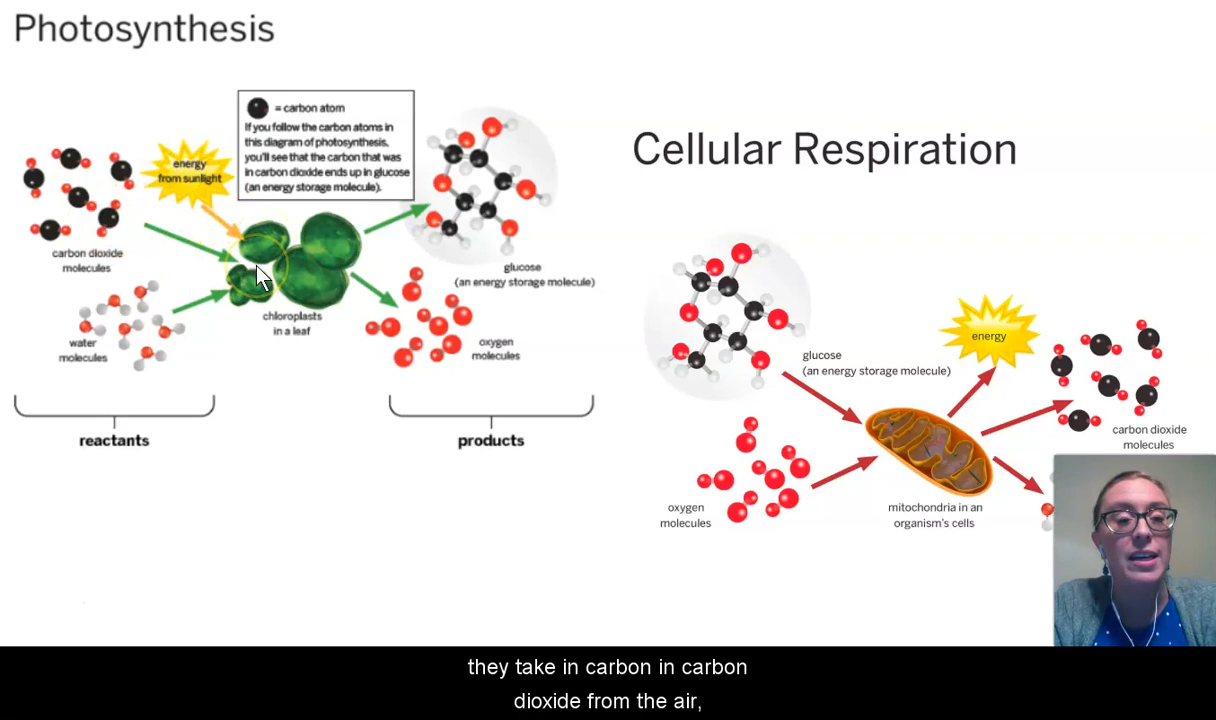 Photosynthesis
= carbon atom
If you follow the carbon atoms in
this diagram of photosynthesis,
you'll see that the carbon that was
in carbon dioxide ends up in glucose
(an energy storage molecule).
energy
from sunlight
carbon dioxide
molecules
water
molecules
chloroplasts
in a leaf
glucose
(an energy storage molecule)
oxygen
molecules
reactants
products
Cellular Respiration
glucose
(an energy storage molecule)
energy
carbon dioxide
molecules
oxygen
molecules
mitochondria in an
organism's cells
they take in carbon in carbon
dioxide from the air,